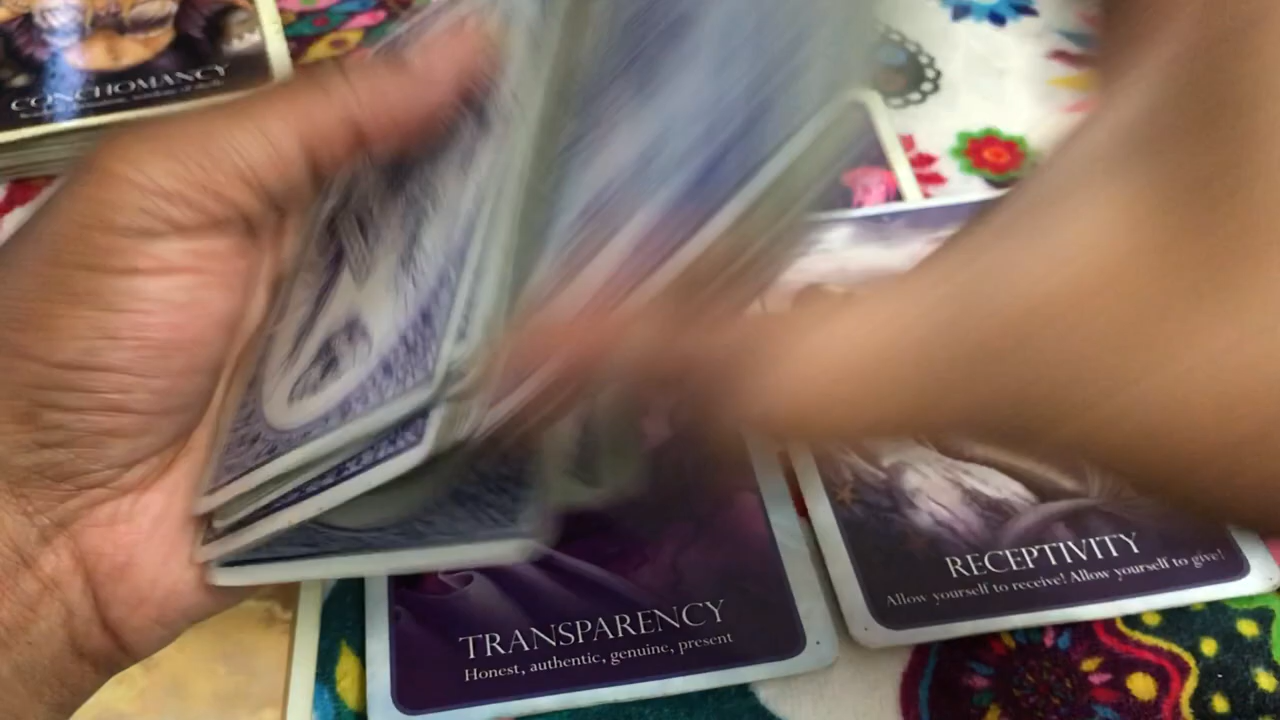 CONCHOMANCY
TRANSPARENCY
Honest, authentic, genuine, present
RECEPTIVITY
Allow yourself to receive! Allow yourself to give!